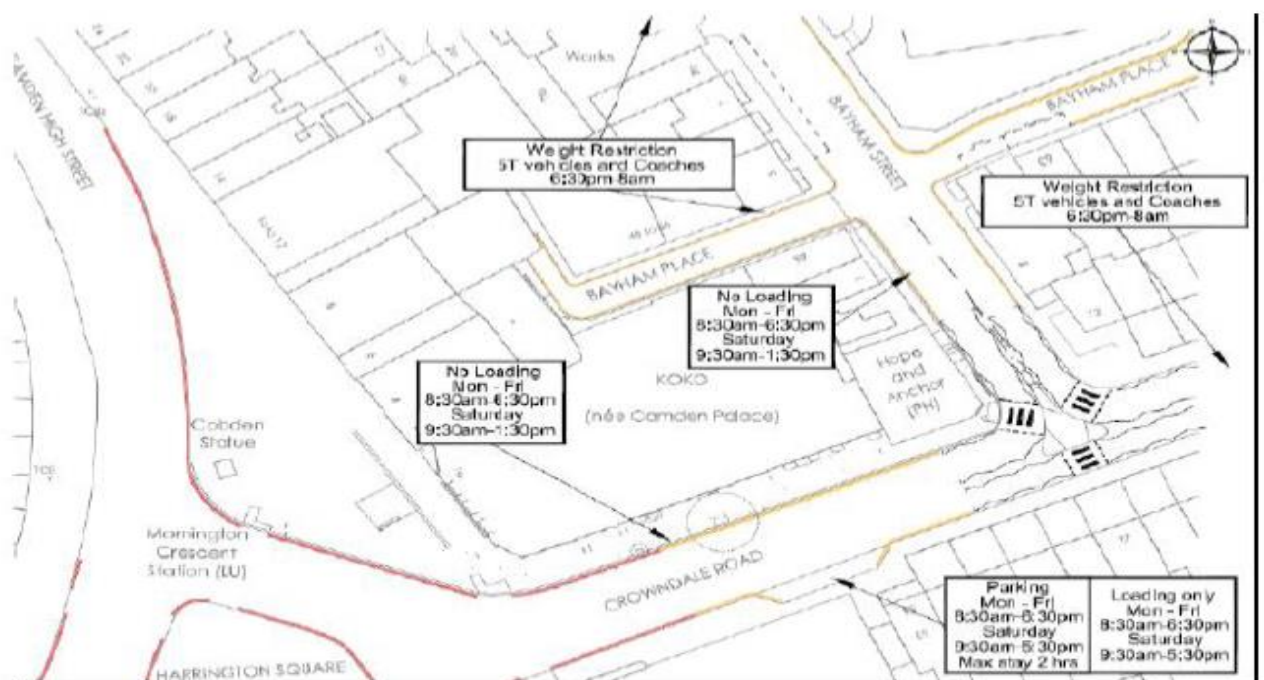 Works
CAMDEN HIGH STREET
BAYHAM STREET
BAYHAM PLACE
Weight Restriction
5T vehicles and Coaches
6:30pm-8am
Weight Restriction
5T vehicles and Coaches
6:30pm-8am
BAYHAM PLACE
No Loading
Mon - Fri
8:30am-6:30pm
Saturday
9:30am-1:30pm
No Loading
Mon - Fri
8:30am-6:30pm
Saturday
9:30am-1:30pm
KOKO
(née Camden Palace)
Hope
and
Anchor
(PH)
Cobden
Statue
Mornington
Crescent
Station (LU)
CROWNDALE ROAD
HARRINGTON SQUARE
Parking
Mon - Fri
8:30am-6:30pm
Saturday
9:30am-5:30pm
Max stay 2 hrs
Loading only
Mon - Fri
8:30am-6:30pm
Saturday
9:30am-5:30pm